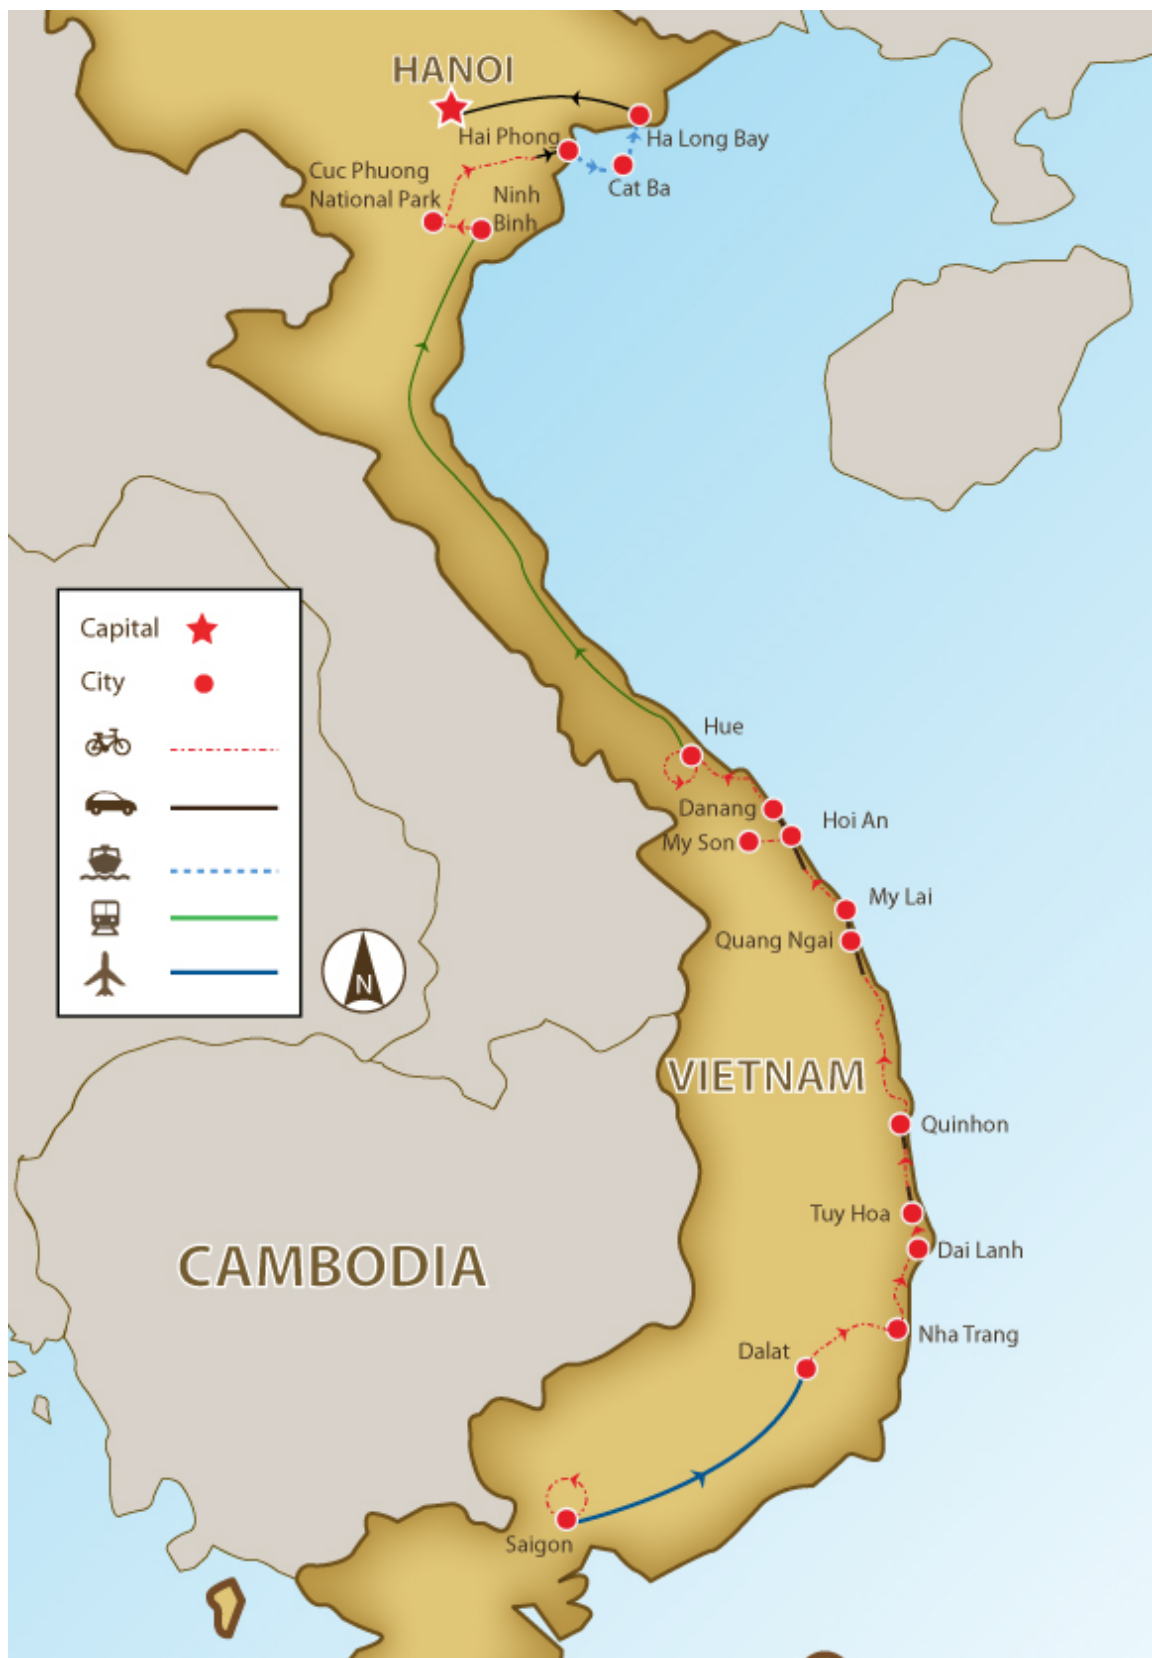 HANOI
Hai Phong
Ha Long Bay
Cat Ba
Cuc Phuong
National Park
Ninh
Binh
Capital
City
N
Hue
Danang
Hoi An
My Son
My Lai
Quang Ngai
VIETNAM
Quinhon
Tuy Hoa
Dai Lanh
CAMBODIA
Nha Trang
Dalat
Saigon